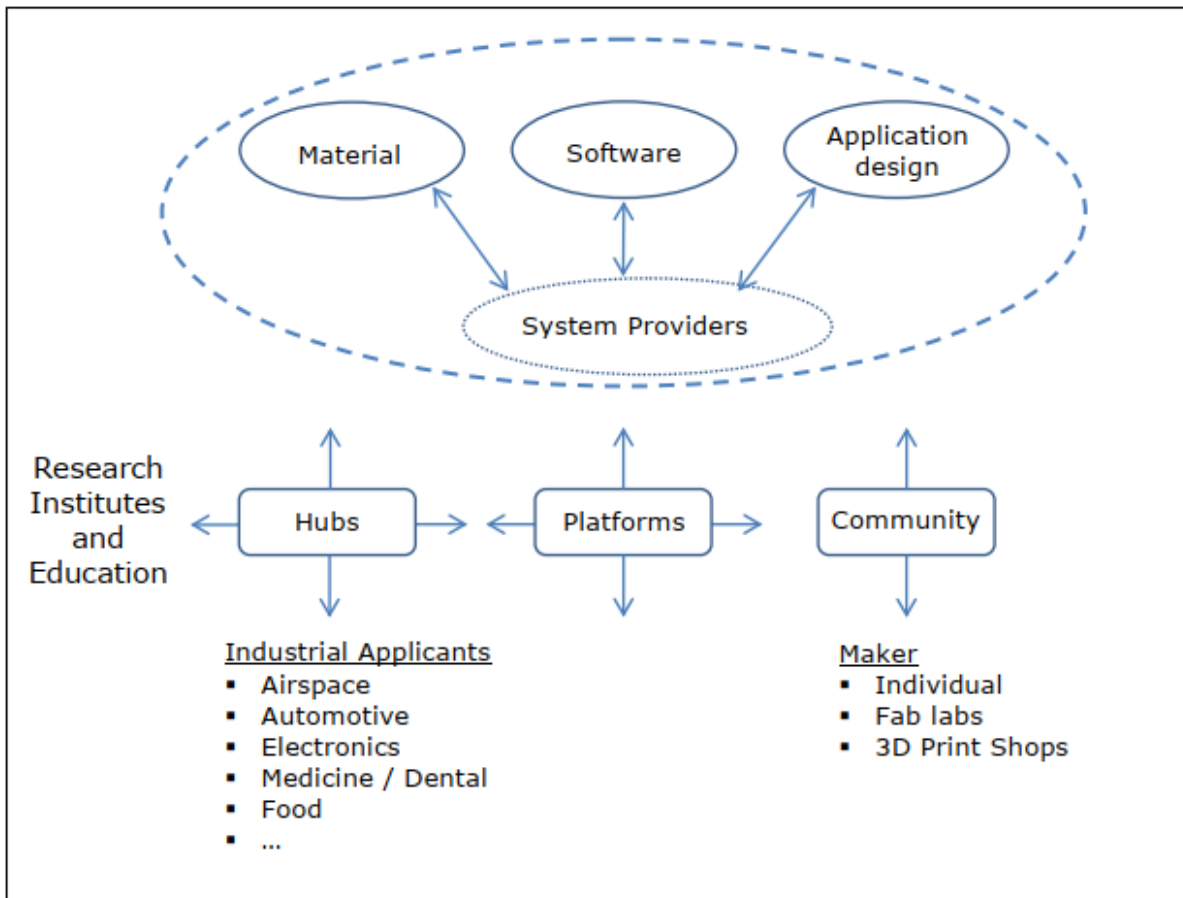 Material
Software
Application
design
System Providers
Research
Institutes
and
Education
Hubs
Platforms
Community
Industrial Applicants
▪ Airspace
▪ Automotive
▪ Electronics
▪ Medicine / Dental
▪ Food
▪ ...
Maker
▪ Individual
▪ Fab labs
▪ 3D Print Shops